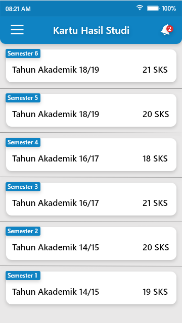 08:21 AM 100%
Kartu Hasil Studi
Semester 6
Tahun Akademik 18/19 21 SKS
Semester 5
Tahun Akademik 18/19 20 SKS
Semester 4
Tahun Akademik 16/17 18 SKS
Semester 3
Tahun Akademik 16/17 21 SKS
Semester 2
Tahun Akademik 14/15 20 SKS
Semester 1
Tahun Akademik 14/15 19 SKS